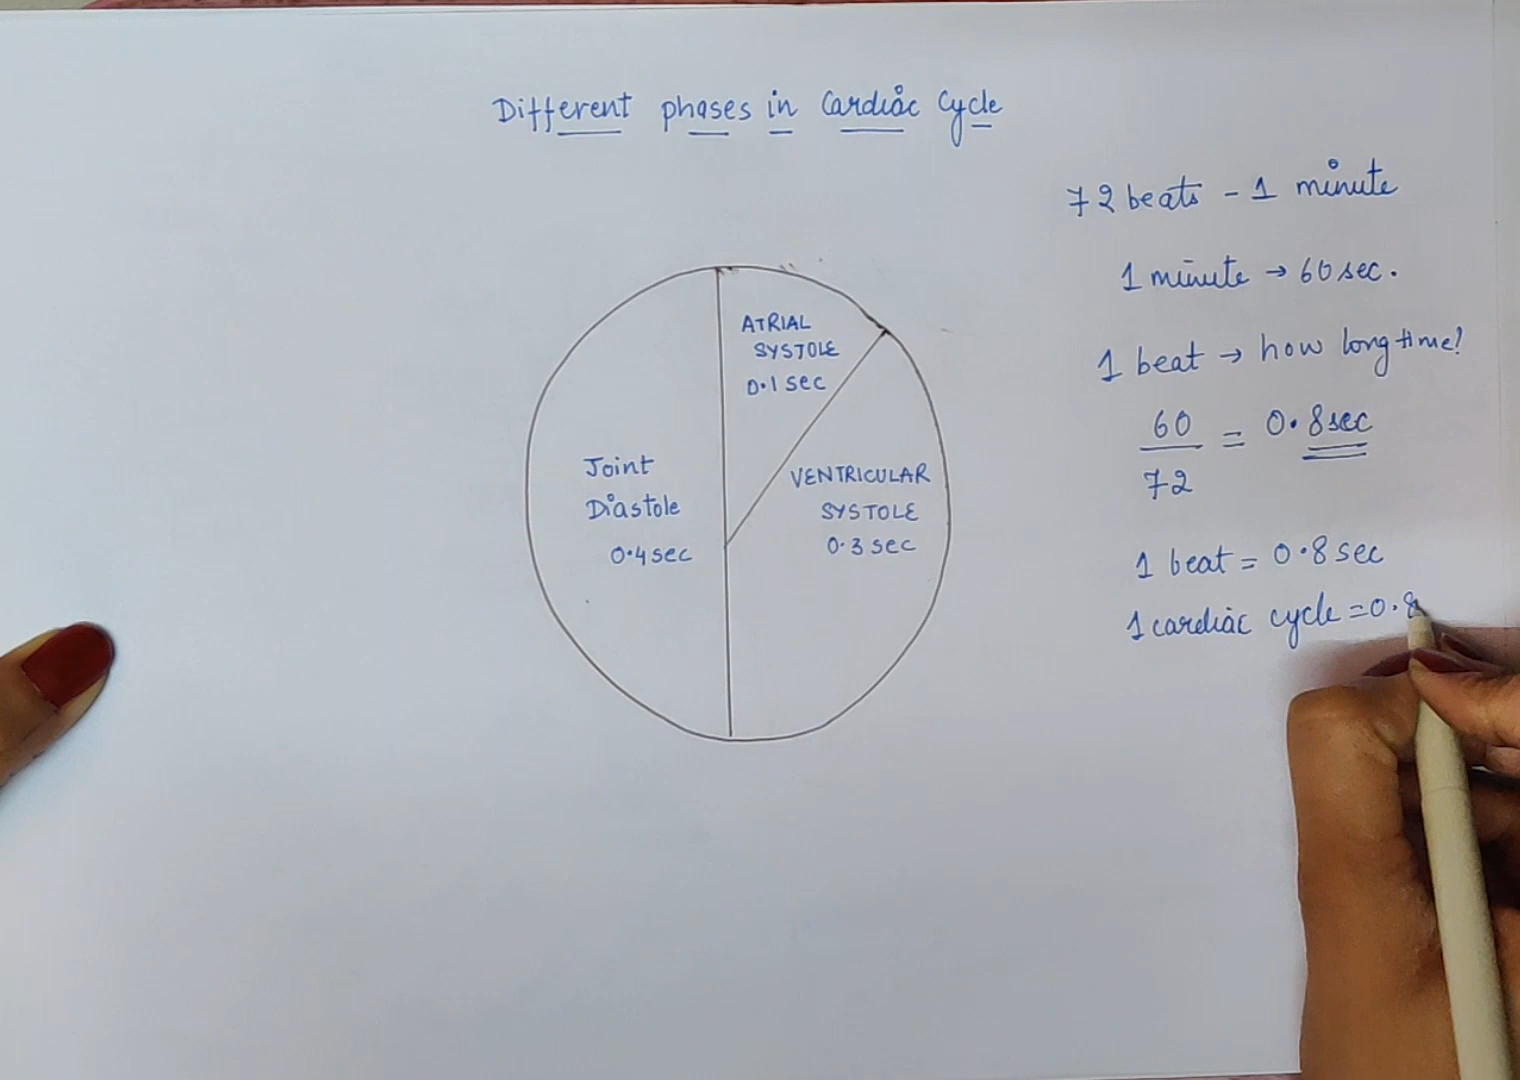 Different phases in Cardiac Cycle
72 beats - 1 minute
1 minute → 60 sec.
1 beat → how long time?
60
72
= 0.8sec
1 beat = 0.8 sec
1 cardiac cycle = 0.8
ATRIAL
SYSTOLE
0.1 sec
Joint
Diastole
0.4 sec
VENTRICULAR
SYSTOLE
0.3 sec